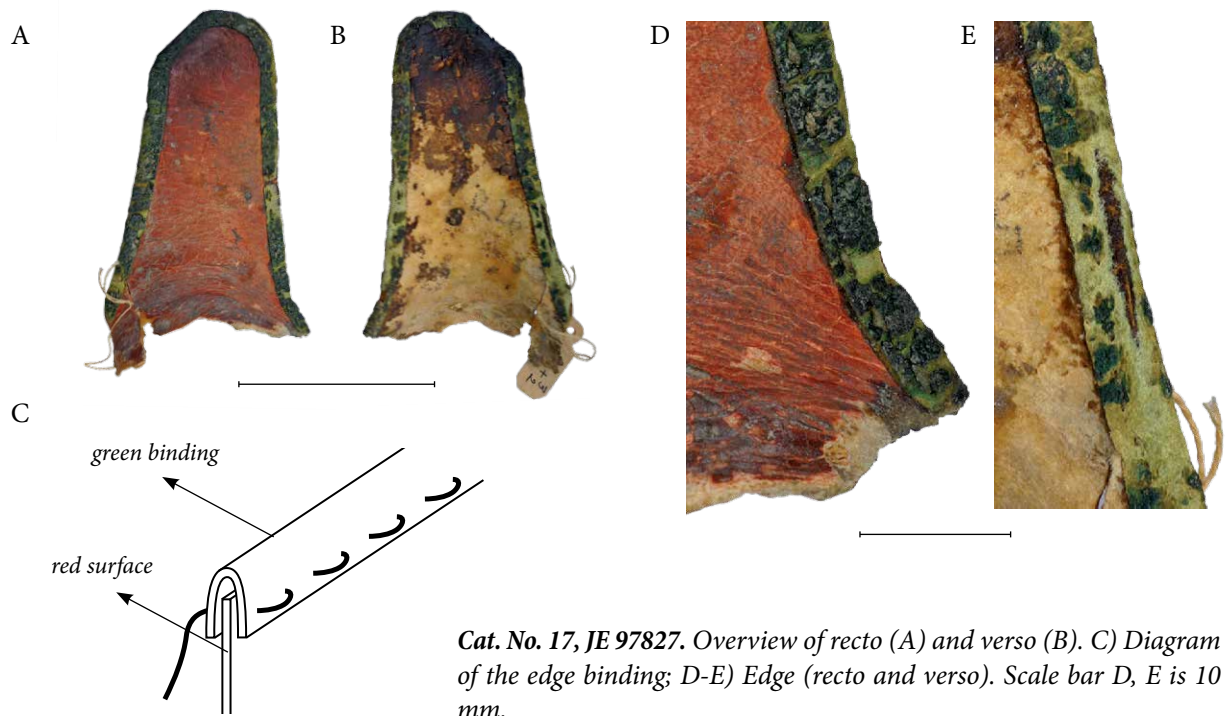 A
B
D
E
C
green binding
red surface
Cat. No. 17, JE 97827. Overview of recto (A) and verso (B). C) Diagram
of the edge binding; D-E) Edge (recto and verso). Scale bar D, E is 10
mm.